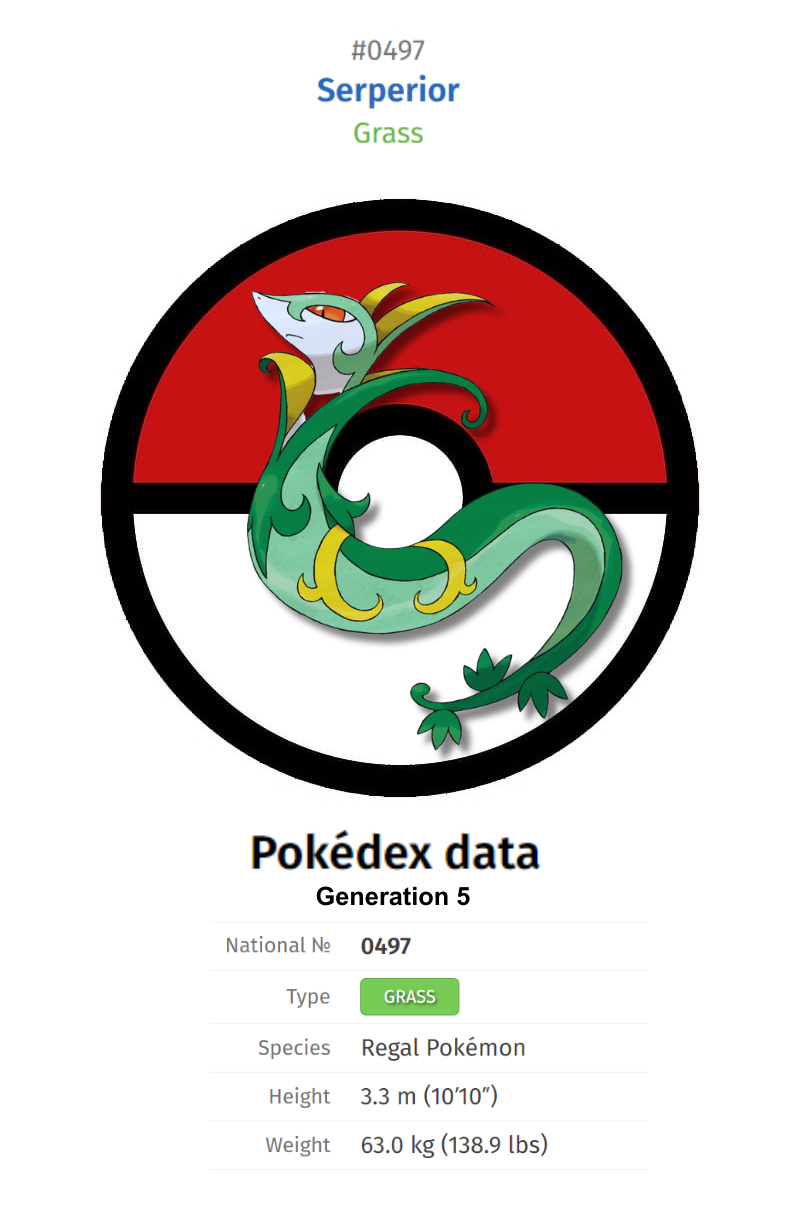 #0497
Serperior
Grass
Pokédex data
Generation 5
National № 0497
Type GRASS
Species Regal Pokémon
Height 3.3 m (10′10″)
Weight 63.0 kg (138.9 lbs)